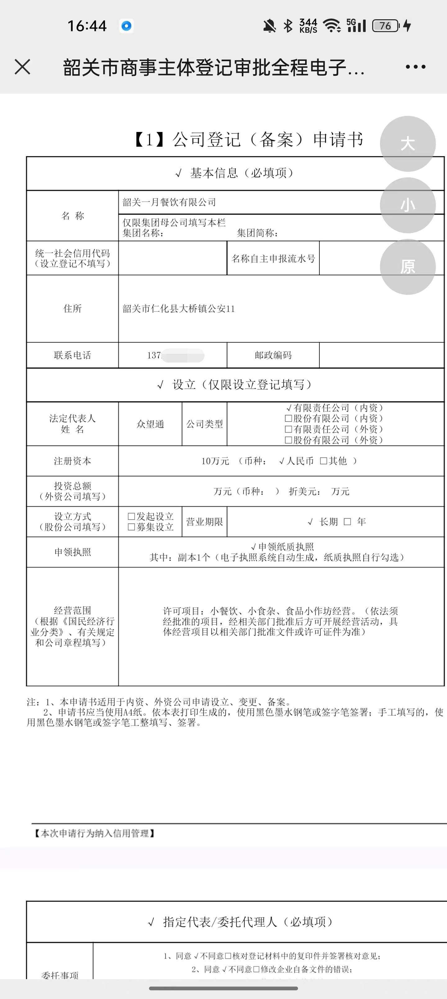 16:44
344
KB/S
5G
76
韶关市商事主体登记审批全程电子...
【1】公司登记（备案）申请书
大
小
原
√ 基本信息（必填项）
名 称
韶关一月餐饮有限公司
仅限集团母公司填写本栏
集团名称： 集团简称：
统一社会信用代码
（设立登记不填写）
名称自主申报流水号
住所
韶关市仁化县大桥镇公安11
联系电话
137
邮政编码
√ 设立（仅限设立登记填写）
法定代表人
姓 名
众望通
公司类型
√有限责任公司（内资）
□股份有限公司（内资）
□有限责任公司（外资）
□股份有限公司（外资）
注册资本
10万元 （币种： √人民币 □其他 ）
投资总额
（外资公司填写）
万元（币种： ） 折美元： 万元
设立方式
（股份公司填写）
□发起设立
□募集设立
营业期限
√ 长期 □ 年
申领执照
√申领纸质执照
其中：副本1个（电子执照系统自动生成，纸质执照自行勾选）
经营范围
（根据《国民经济行
业分类》、有关规定
和公司章程填写）
许可项目：小餐饮、小食杂、食品小作坊经营。（依法须
经批准的项目，经相关部门批准后方可开展经营活动，具
体经营项目以相关部门批准文件或许可证件为准）
注：1、本申请书适用于内资、外资公司申请设立、变更、备案。
2、申请书应当使用A4纸。依本表打印生成的，使用黑色墨水钢笔或签字笔签署；手工填写的，使
用黑色墨水钢笔或签字笔工整填写、签署。
【本次申请行为纳入信用管理】
√ 指定代表/委托代理人（必填项）
委托事项
1、同意√不同意□核对登记材料中的复印件并签署核对意见；
2、同意√不同意□修改企业自备文件的错误；